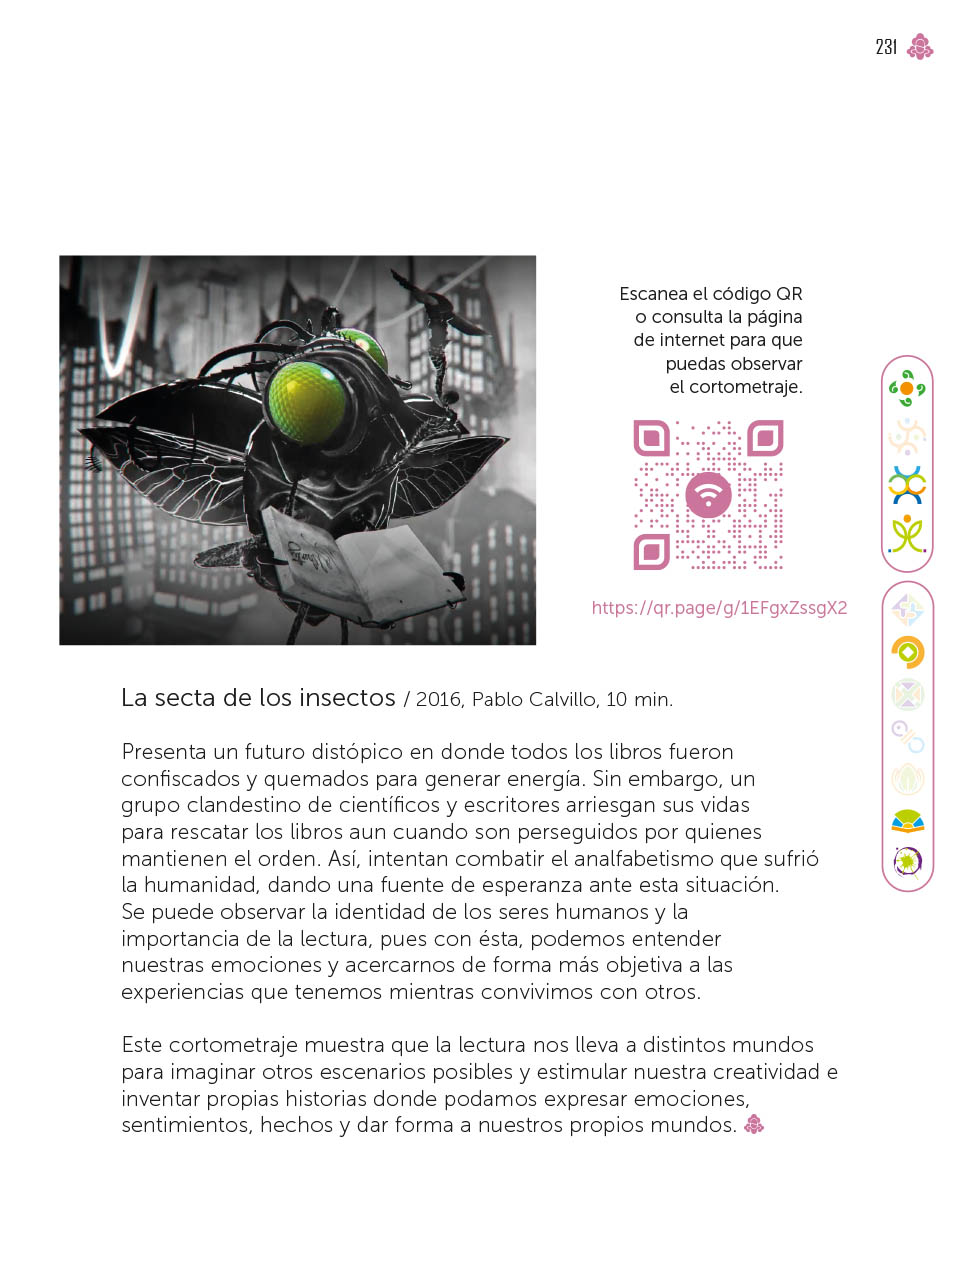 231
Escanea el código QR
o consulta la página
de internet para que
puedas observar
el cortometraje.
https://qr.page/g/1EFgxZssgX2
La secta de los insectos / 2016, Pablo Calvillo, 10 min.
Presenta un futuro distópico en donde todos los libros fueron
confiscados y quemados para generar energía. Sin embargo, un
grupo clandestino de científicos y escritores arriesgan sus vidas
para rescatar los libros aun cuando son perseguidos por quienes
mantienen el orden. Así, intentan combatir el analfabetismo que sufrió
la humanidad, dando una fuente de esperanza ante esta situación.
Se puede observar la identidad de los seres humanos y la
importancia de la lectura, pues con ésta, podemos entender
nuestras emociones y acercarnos de forma más objetiva a las
experiencias que tenemos mientras convivimos con otros.
Este cortometraje muestra que la lectura nos lleva a distintos mundos
para imaginar otros escenarios posibles y estimular nuestra creatividad e
inventar propias historias donde podamos expresar emociones,
sentimientos, hechos y dar forma a nuestros propios mundos.